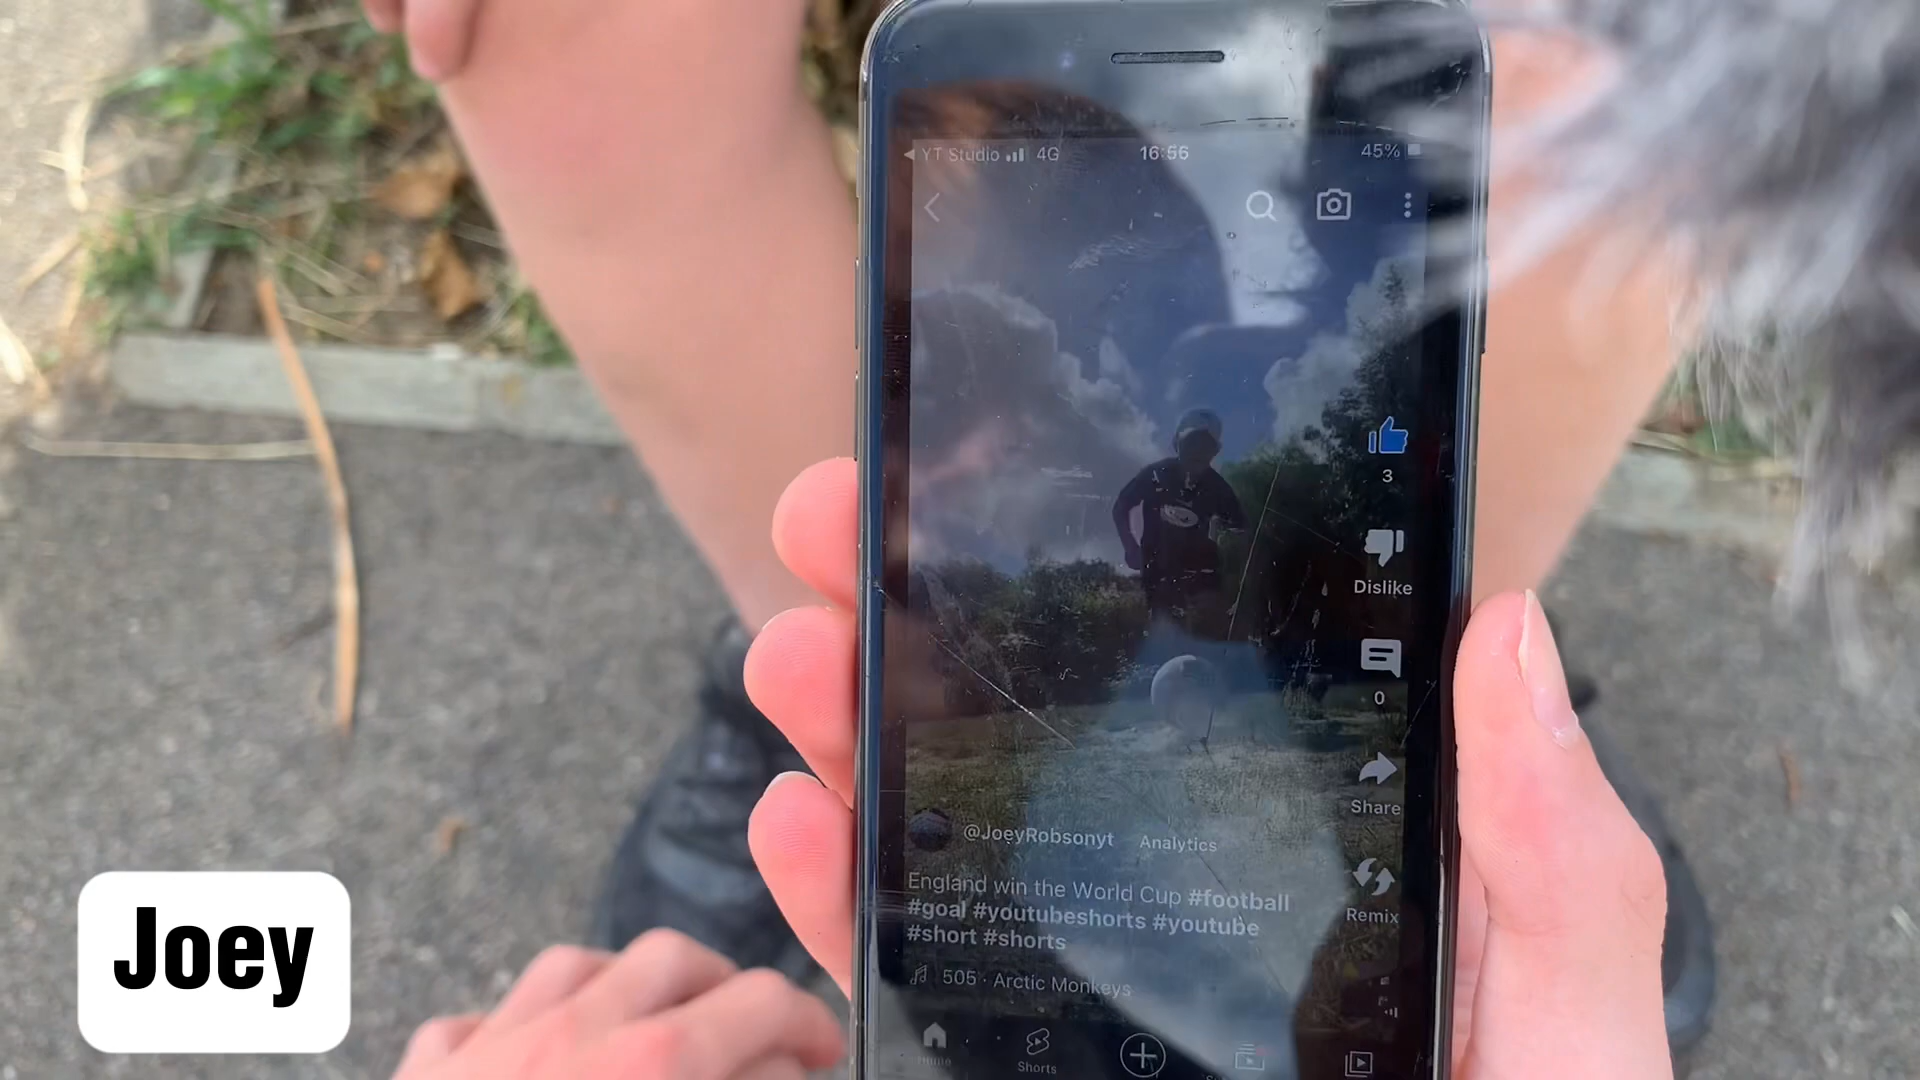 YT Studio 4G 16:56 45%
3
Dislike
0
Share
@JoeyRobsonyt Analytics
England win the World Cup #football
#goal #youtubeshorts #youtube
#short #shorts
Remix
505 · Arctic Monkeys
Home
Shorts
Joey